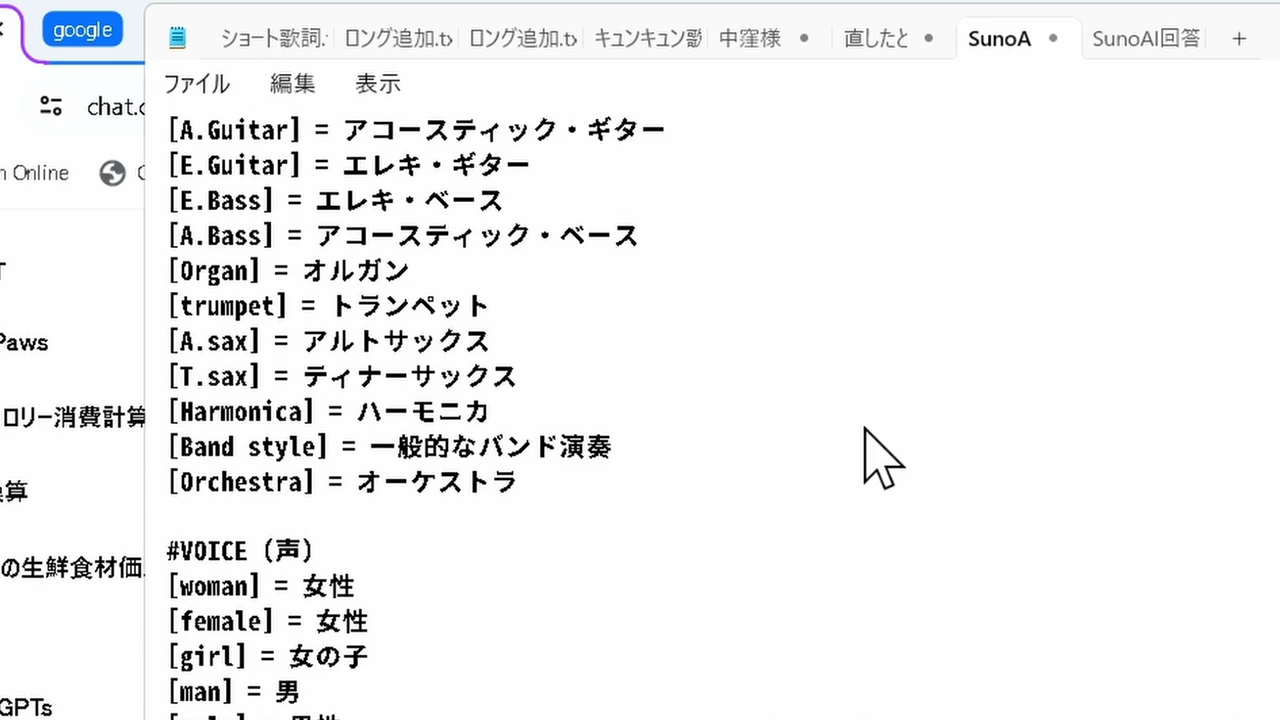 google
ショート歌詞.
ロング追加.tx
ロング追加.tx
キュンキュン歌
中窪様
直したと
SunoA
SunoAI回答
ファイル 編集 表示
chat.c
n Online
[A.Guitar] = アコースティック・ギター
[E.Guitar] = エレキ・ギター
[E.Bass] = エレキ・ベース
[A.Bass] = アコースティック・ベース
[Organ] = オルガン
[trumpet] = トランペット
[A.sax] = アルトサックス
[T.sax] = ティナーサックス
[Harmonica] = ハーモニカ
[Band style] = 一般的なバンド演奏
[Orchestra] = オーケストラ
#VOICE (声)
[woman] = 女性
[female] = 女性
[girl] = 女の子
[man] = 男
Paws
ロリー消費計算
算
の生鮮食材価
GPTs